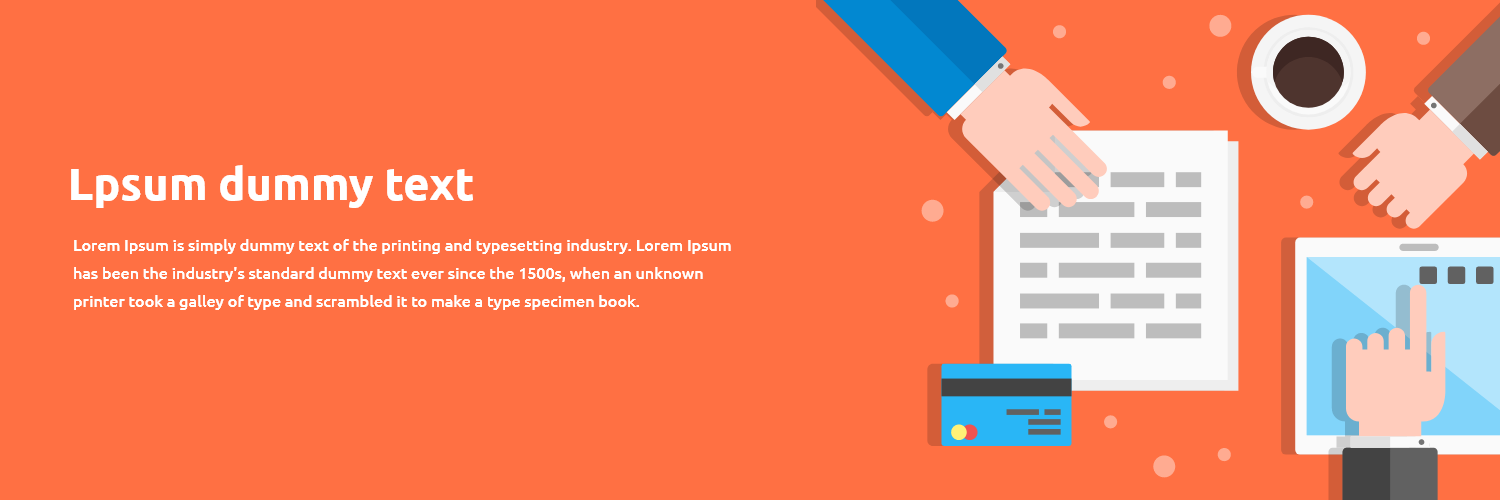 Lpsum dummy text
Lorem Ipsum is simply dummy text of the printing and typesetting industry. Lorem Ipsum
has been the industry's standard dummy text ever since the 1500s, when an unknown
printer took a galley of type and scrambled it to make a type specimen book.